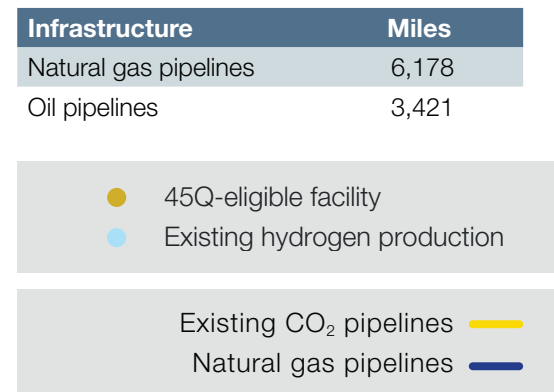 Infrastructure Miles
Natural gas pipelines 6,178
Oil pipelines 3,421
45Q-eligible facility
Existing hydrogen production
Existing CO₂ pipelines
Natural gas pipelines